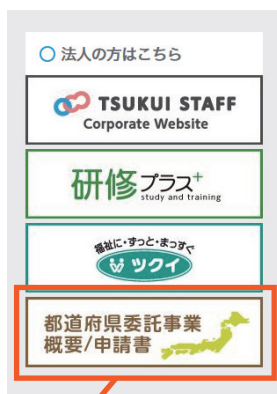 法人の方はこちら
TSUKUI STAFF
Corporate Website
研修プラス+
study and training
福祉に・ずっと・まっすぐ
ツクイ
都道府県委託事業
概要/申請書